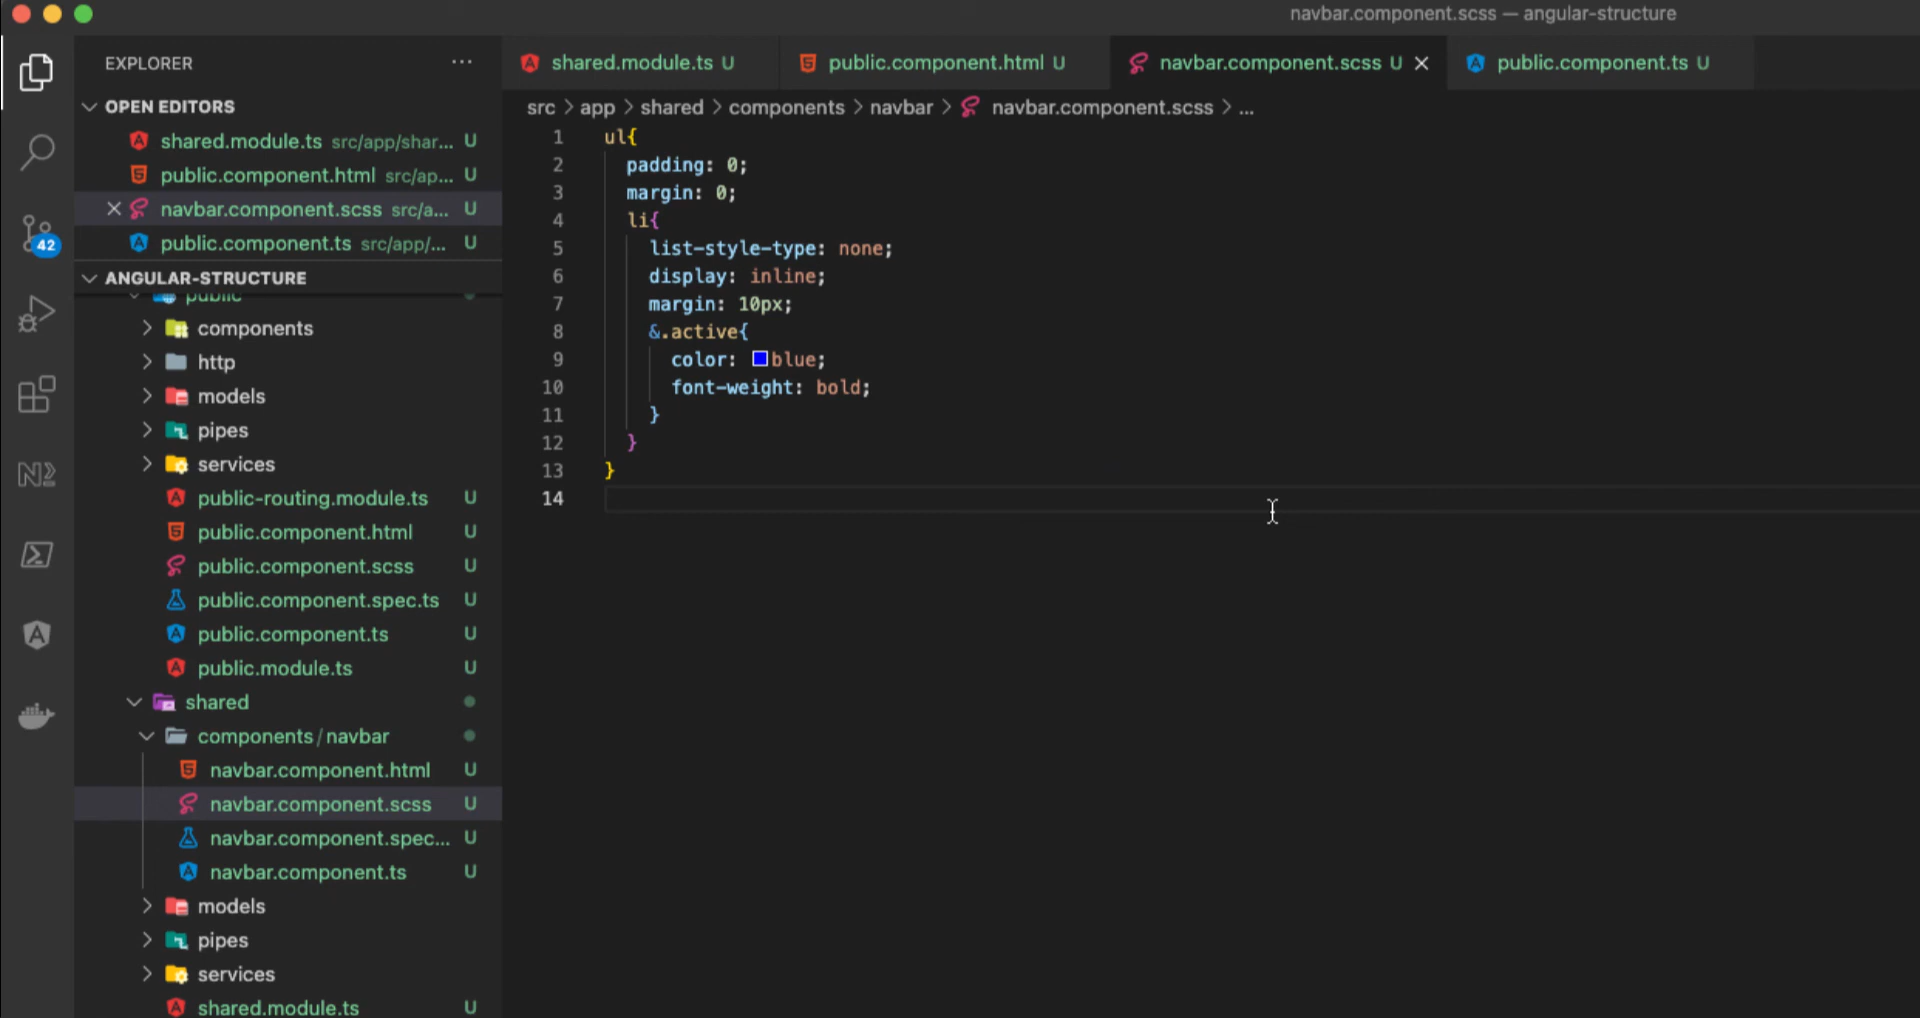 navbar.component.scss — angular-structure
EXPLORER ...
OPEN EDITORS
shared.module.ts src/app/shar... U
public.component.html src/ap... U
navbar.component.scss src/a... U
public.component.ts src/app/... U
42
ANGULAR-STRUCTURE
public
components
http
models
pipes
services
public-routing.module.ts U
public.component.html U
public.component.scss U
public.component.spec.ts U
public.component.ts U
public.module.ts U
shared
components / navbar
navbar.component.html U
navbar.component.scss U
navbar.component.spec... U
navbar.component.ts U
models
pipes
services
shared.module.ts U
shared.module.ts U
public.component.html U
navbar.component.scss U
public.component.ts U
src > app > shared > components > navbar > navbar.component.scss > ...
1 ul{
2 padding: 0;
3 margin: 0;
4 li{
5 list-style-type: none;
6 display: inline;
7 margin: 10px;
8 &.active{
9 color: blue;
10 font-weight: bold;
11 }
12 }
13 }
14